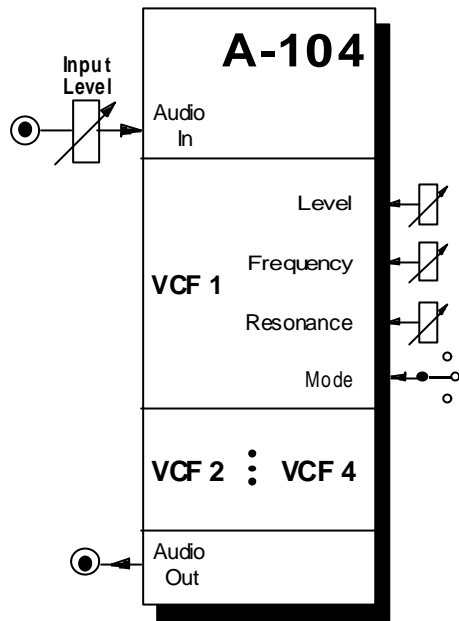 A-104
Input
Level
Audio
In
Level
Frequency
VCF 1
Resonance
Mode
VCF 2 ⋮ VCF 4
Audio
Out